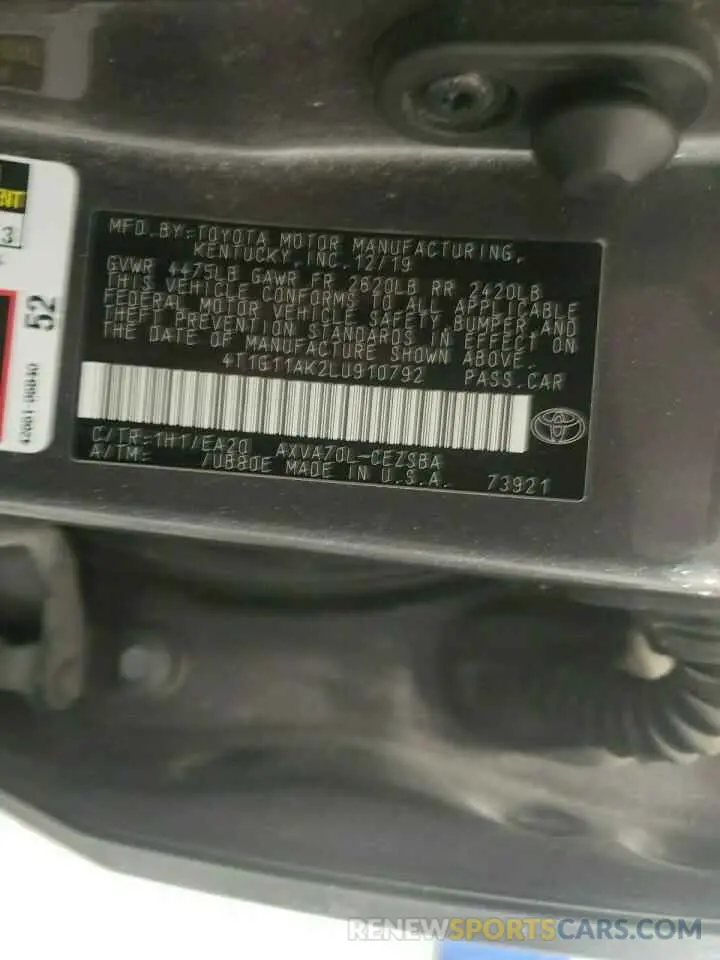 MFD. BY: TOYOTA MOTOR MANUFACTURING,
KENTUCKY, INC. 12/19
GVWR 4475LB GAWR FR 2620LB RR 2420LB
THIS VEHICLE CONFORMS TO ALL APPLICABLE
FEDERAL MOTOR VEHICLE SAFETY, BUMPER, AND
THEFT PREVENTION STANDARDS IN EFFECT ON
THE DATE OF MANUFACTURE SHOWN ABOVE.
4T1G11AK2LU910792 PASS.CAR
C/TR: 1H1/EA20 AXVA70L-CEZSBA
A/TM: /UB80E MADE IN U.S.A. 73921
52
3
RENEWSPORTSCARS.COM